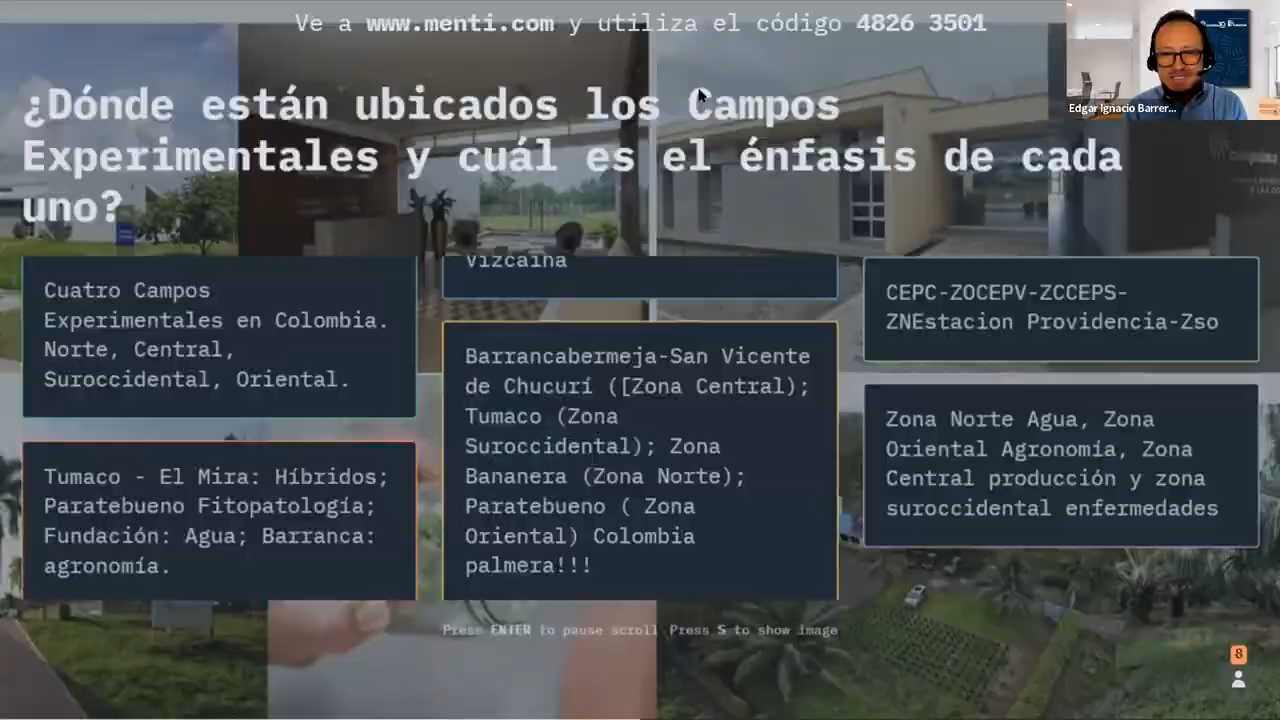 Ve a www.menti.com y utiliza el código 4826 3501
¿Dónde están ubicados los Campos
Experimentales y cuál es el énfasis de cada
uno?
Edgar Ignacio Barrer...
Cuatro Campos
Experimentales en Colombia.
Norte, Central,
Suroccidental, Oriental.
Tumaco - El Mira: Híbridos;
Paratebueno Fitopatología;
Fundación: Agua; Barranca:
agronomía.
Vizcaína
Barrancabermeja-San Vicente
de Chucurí ([Zona Central);
Tumaco (Zona
Suroccidental); Zona
Bananera (Zona Norte);
Paratebueno ( Zona
Oriental) Colombia
palmera!!!
CEPC-ZOCEPV-ZCCEPS-
ZNEstacion Providencia-Zso
Zona Norte Agua, Zona
Oriental Agronomía, Zona
Central producción y zona
suroccidental enfermedades
Press ENTER to pause scroll Press S to show image
8